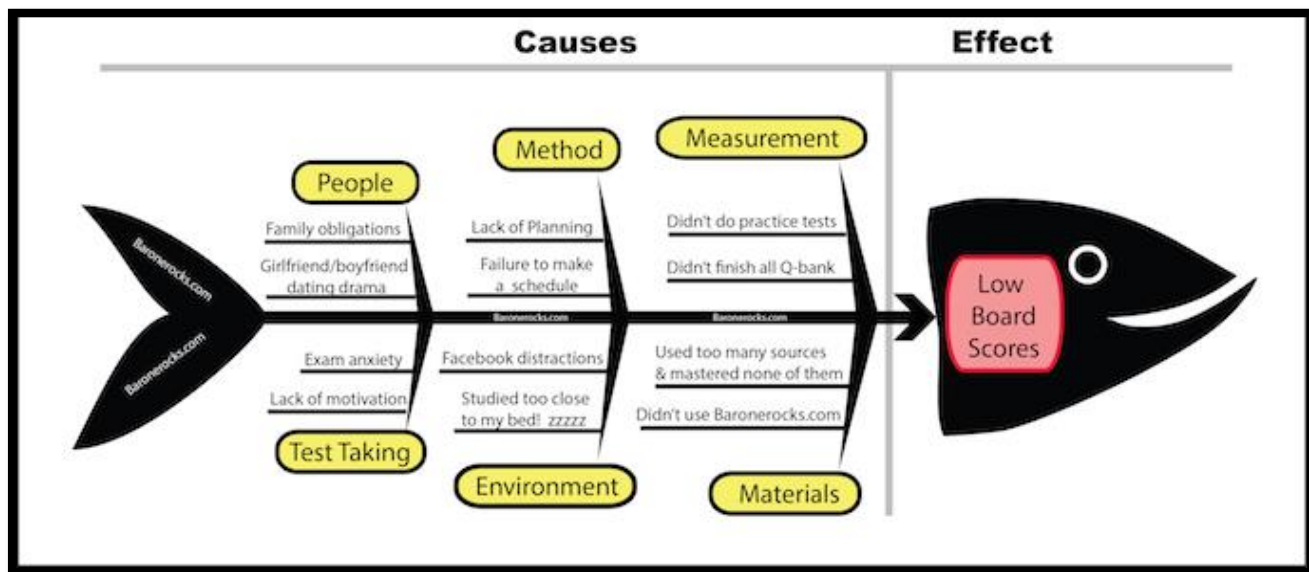 Causes
Effect
People
Method
Measurement
Family obligations
Girlfriend/boyfriend
dating drama
Lack of Planning
Failure to make
a schedule
Didn't do practice tests
Didn't finish all Q-bank
Baronerocks.com
Baronerocks.com
Baronerocks.com
Baronerocks.com
Low
Board
Scores
Exam anxiety
Lack of motivation
Facebook distractions
Studied too close
to my bed! zzzzz
Used too many sources
& mastered none of them
Didn't use Baronerocks.com
Test Taking
Environment
Materials